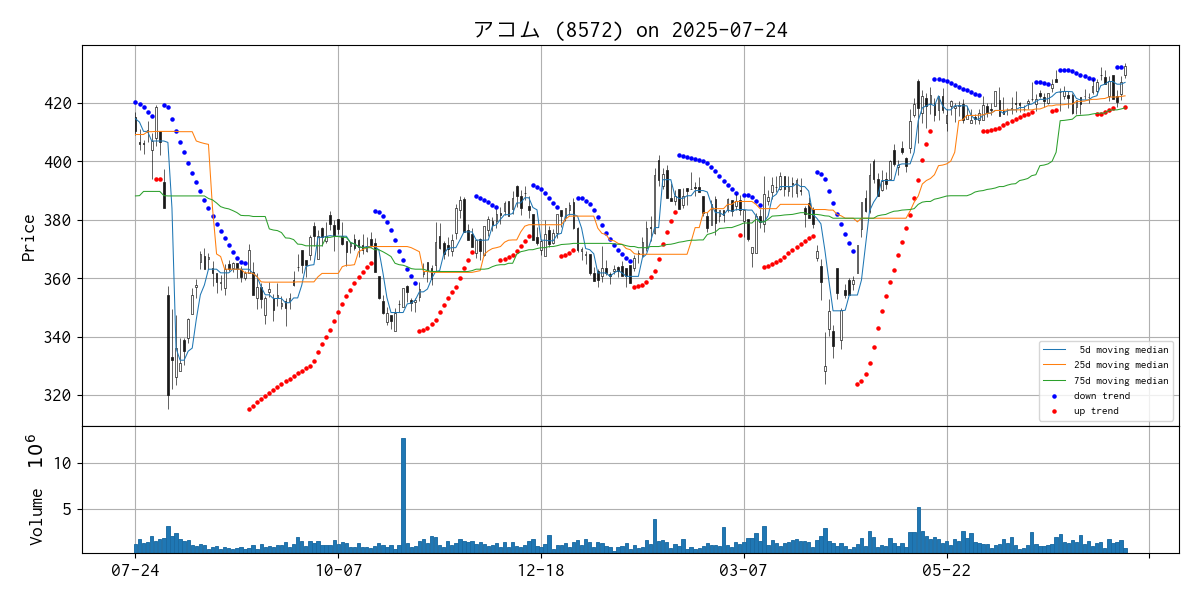 アコム (8572) on 2025-07-24
Price
420
400
380
360
340
320
5d moving median
25d moving median
75d moving median
down trend
up trend
Volume 10^6
10
5
07-24 10-07 12-18 03-07 05-22